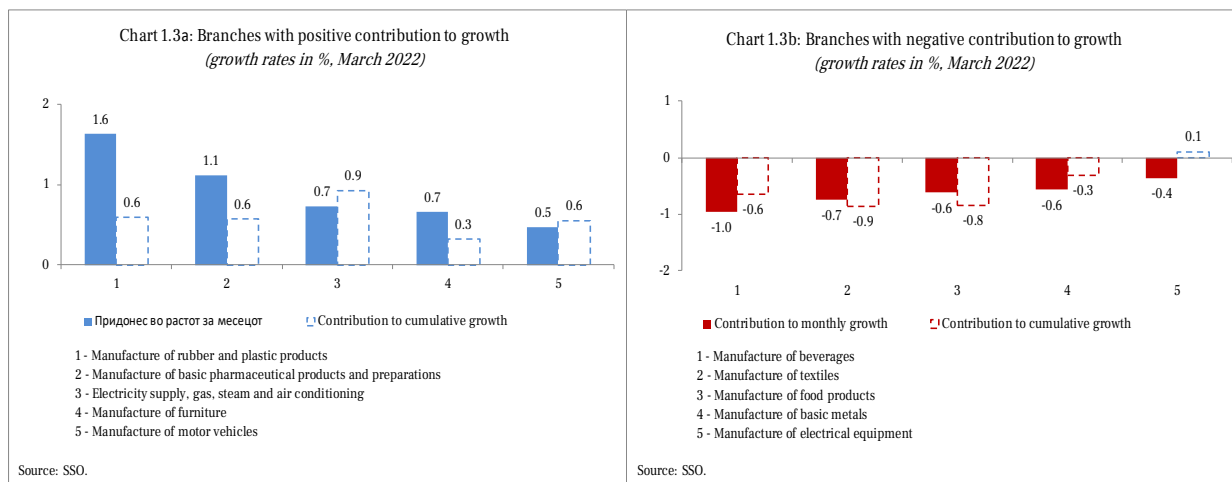 Chart 1.3a: Branches with positive contribution to growth
(growth rates in %, March 2022)
2
1
0
1.6
0.6
1.1
0.6
0.7
0.9
0.7
0.3
0.5
0.6
1
2
3
4
5
Придонес во растот за месецот
Contribution to cumulative growth
1 - Manufacture of rubber and plastic products
2 - Manufacture of basic pharmaceutical products and preparations
3 - Electricity supply, gas, steam and air conditioning
4 - Manufacture of furniture
5 - Manufacture of motor vehicles
Source: SSO.
Chart 1.3b: Branches with negative contribution to growth
(growth rates in %, March 2022)
1
0
-1
-2
-1.0
-0.6
-0.7
-0.9
-0.6
-0.8
-0.6
-0.3
-0.4
0.1
1
2
3
4
5
Contribution to monthly growth
Contribution to cumulative growth
1 - Manufacture of beverages
2 - Manufacture of textiles
3 - Manufacture of food products
4 - Manufacture of basic metals
5 - Manufacture of electrical equipment
Source: SSO.